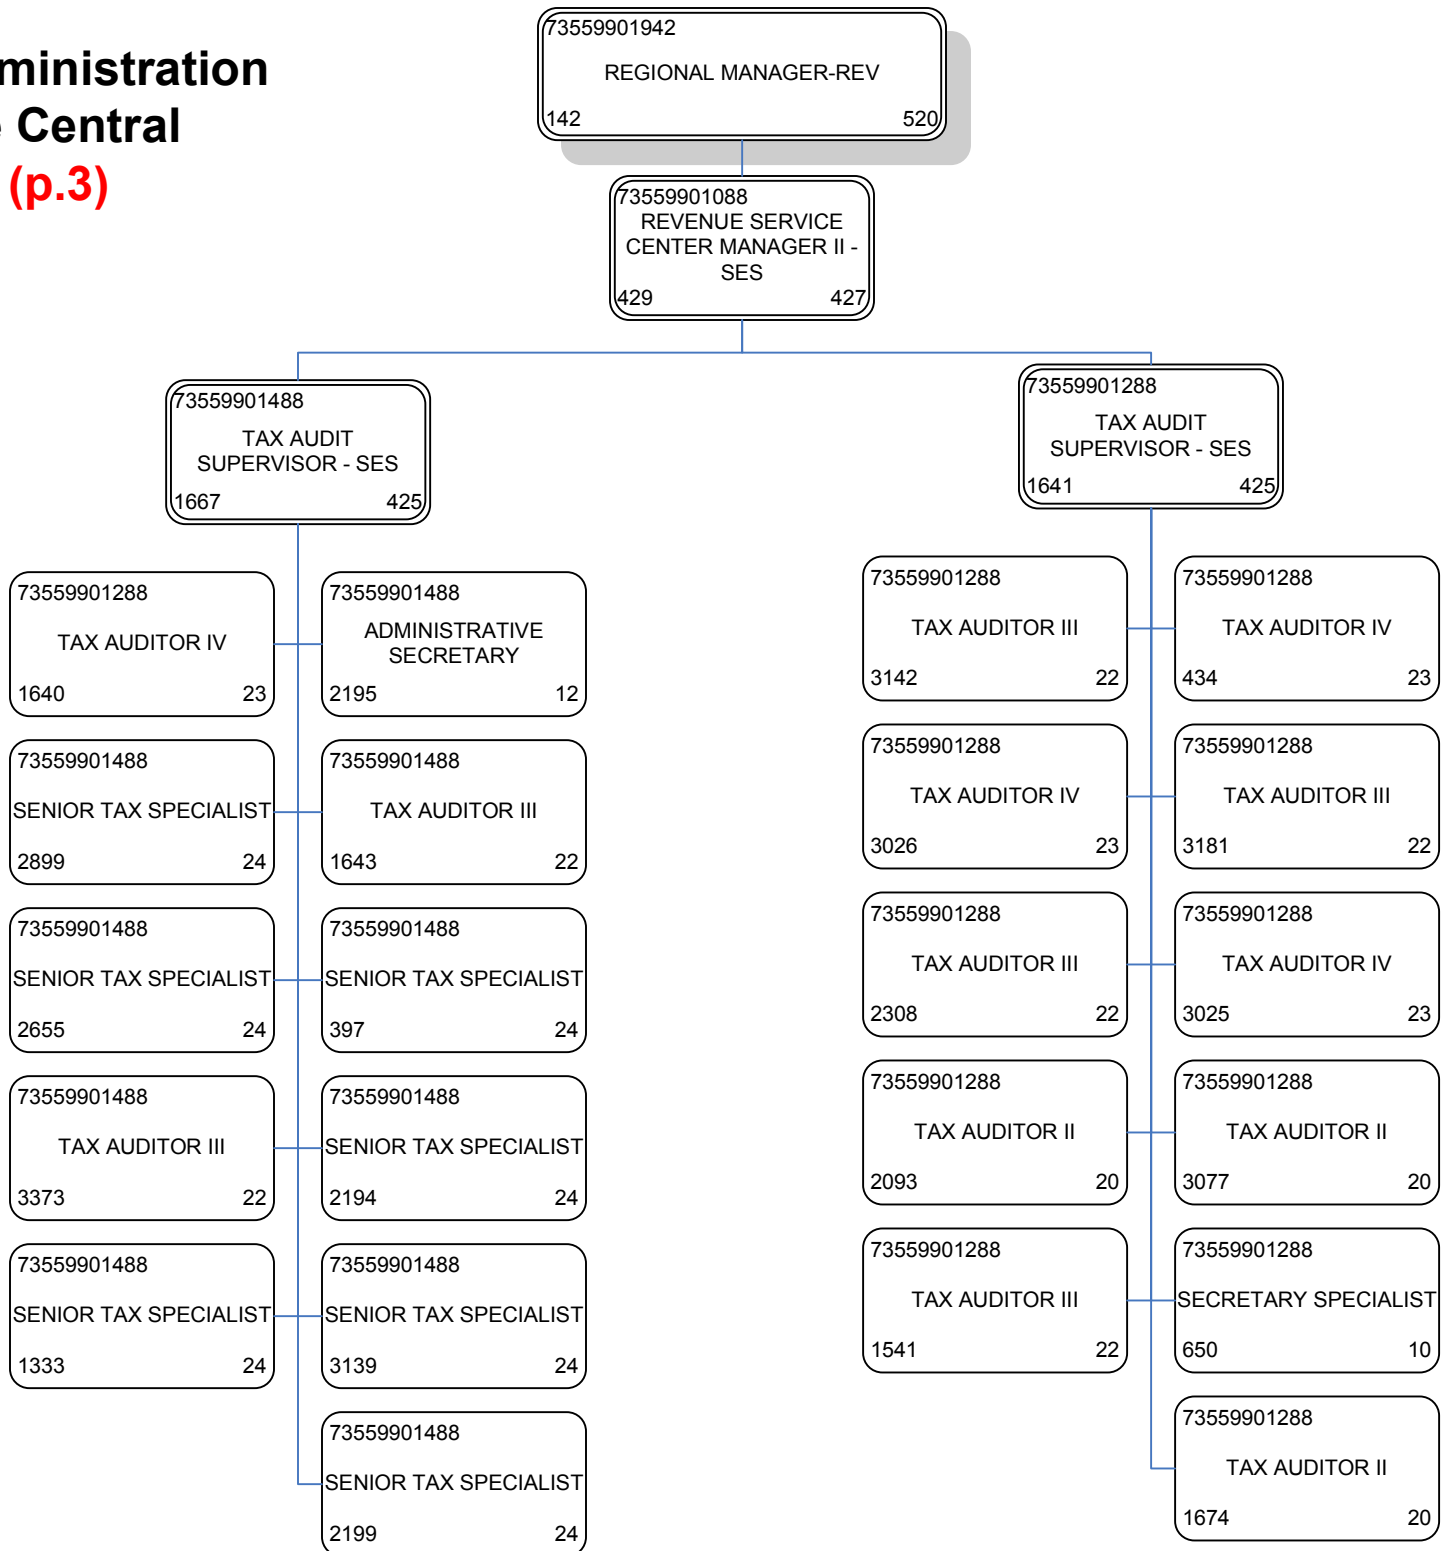 ministration
Central
(p.3)
73559901942
REGIONAL MANAGER-REV
142 520
73559901088
REVENUE SERVICE
CENTER MANAGER II -
SES
429 427
73559901488
TAX AUDIT
SUPERVISOR - SES
1667 425
73559901288
TAX AUDIT
SUPERVISOR - SES
1641 425
73559901288
TAX AUDITOR IV
1640 23
73559901488
ADMINISTRATIVE
SECRETARY
2195 12
73559901488
SENIOR TAX SPECIALIST
2899 24
73559901488
TAX AUDITOR III
1643 22
73559901488
SENIOR TAX SPECIALIST
2655 24
73559901488
SENIOR TAX SPECIALIST
397 24
73559901488
TAX AUDITOR III
3373 22
73559901488
SENIOR TAX SPECIALIST
2194 24
73559901488
SENIOR TAX SPECIALIST
1333 24
73559901488
SENIOR TAX SPECIALIST
3139 24
73559901488
SENIOR TAX SPECIALIST
2199 24
73559901288
TAX AUDITOR III
3142 22
73559901288
TAX AUDITOR IV
434 23
73559901288
TAX AUDITOR IV
3026 23
73559901288
TAX AUDITOR III
3181 22
73559901288
TAX AUDITOR III
2308 22
73559901288
TAX AUDITOR IV
3025 23
73559901288
TAX AUDITOR II
2093 20
73559901288
TAX AUDITOR II
3077 20
73559901288
TAX AUDITOR III
1541 22
73559901288
SECRETARY SPECIALIST
650 10
73559901288
TAX AUDITOR II
1674 20